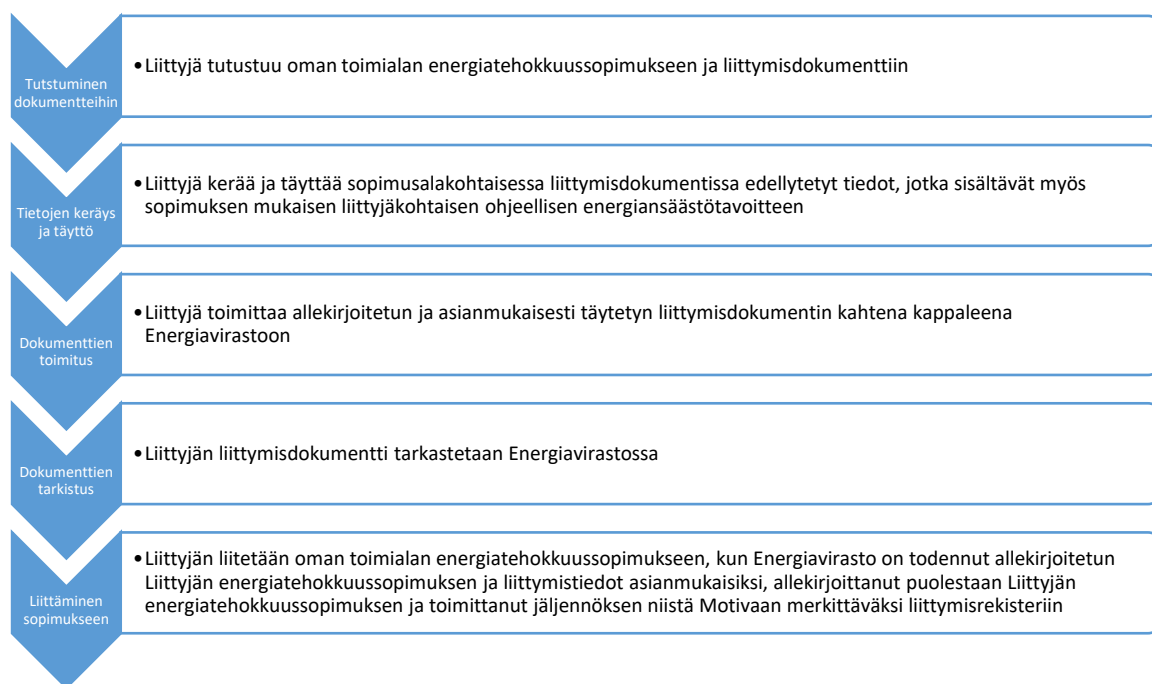 Tutstuminen
dokumentteihin
•Liittyjä tutustuu oman toimialan energiatehokkuussopimukseen ja liittymisdokumenttiin
Tietojen keräys
ja täyttö
•Liittyjä kerää ja täyttää sopimusalakohtaisessa liittymisdokumentissa edellytetyt tiedot, jotka sisältävät myös
sopimuksen mukaisen liittyjäkohtaisen ohjeellisen energiansäästötavoitteen
Dokumenttien
toimitus
•Liittyjä toimittaa allekirjoitetun ja asianmukaisesti täytetyn liittymisdokumentin kahtena kappaleena
Energiavirastoon
Dokumenttien
tarkistus
•Liittyjän liittymisdokumentti tarkastetaan Energiavirastossa
Liittäminen
sopimukseen
•Liittyjän liitetään oman toimialan energiatehokkuussopimukseen, kun Energiavirasto on todennut allekirjoitetun
Liittyjän energiatehokkuussopimuksen ja liittymistiedot asianmukaisiksi, allekirjoittanut puolestaan Liittyjän
energiatehokkuussopimuksen ja toimittanut jäljennöksen niistä Motivaan merkittäväksi liittymisrekisteriin